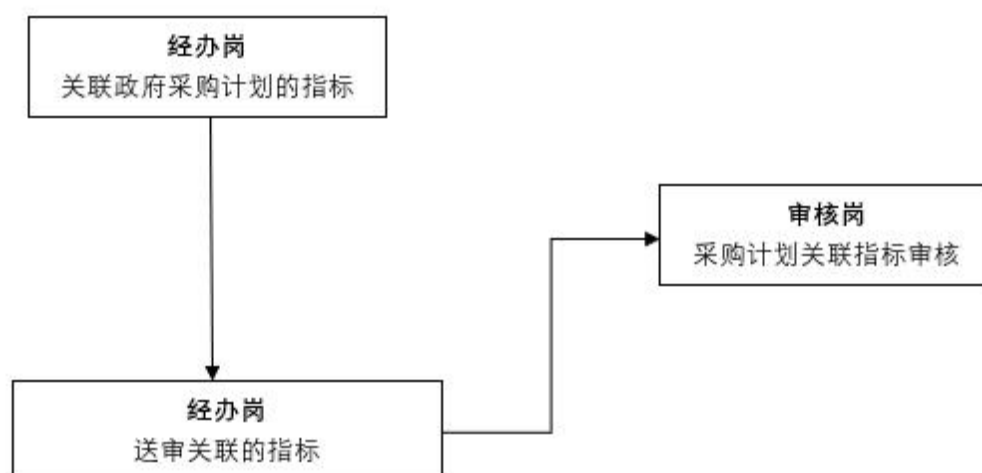 经办岗
关联政府采购计划的指标
审核岗
采购计划关联指标审核
经办岗
送审关联的指标